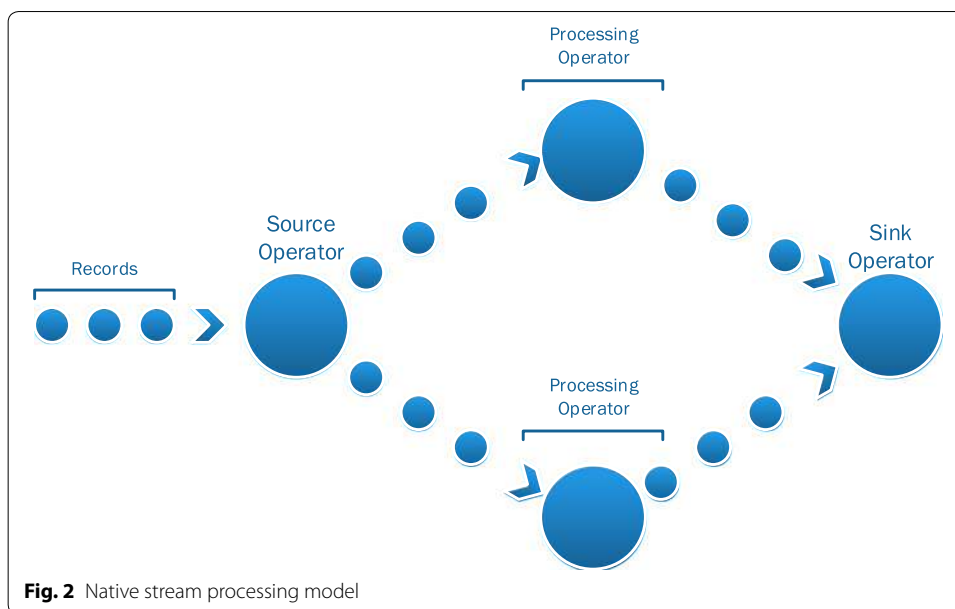 Processing
Operator
Source
Operator
Sink
Operator
Records
Processing
Operator
Fig. 2 Native stream processing model